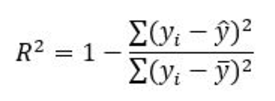 R² = 1 - Σ(yᵢ - ŷ)² / Σ(yᵢ - ȳ)²